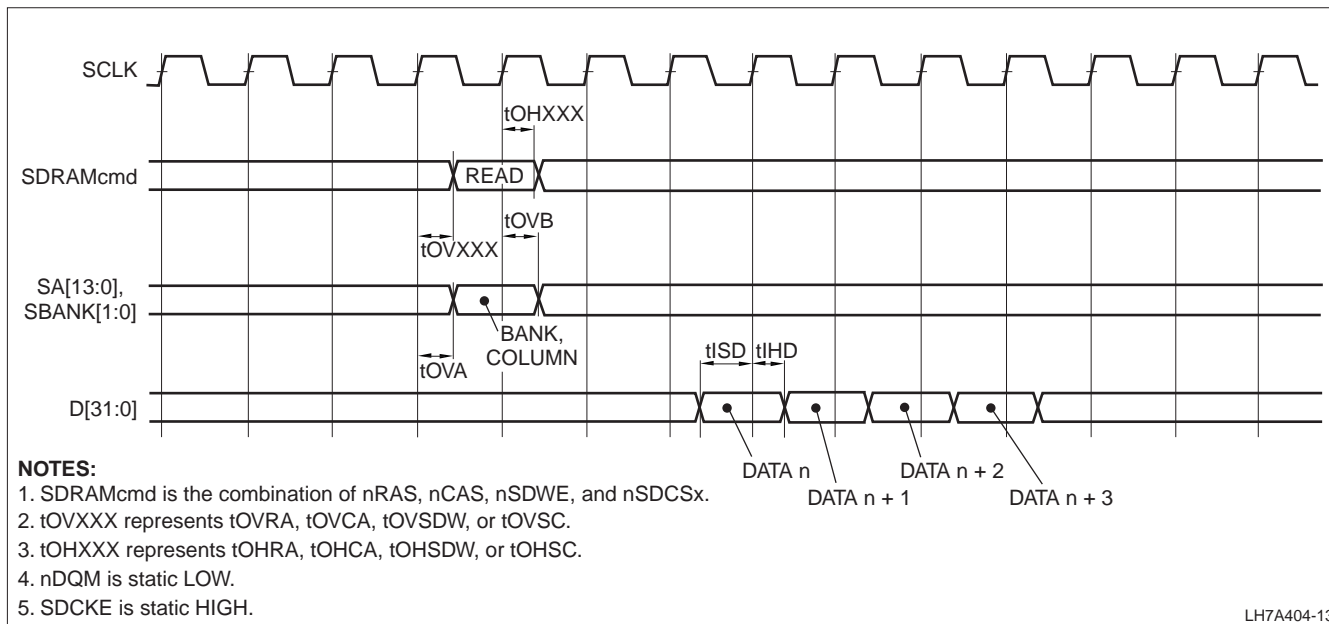 SCLK
tOHXXX
SDRAMcmd
READ
tOVB
tOVXXX
SA[13:0],
SBANK[1:0]
BANK,
COLUMN
tISD tIHD
tOVA
D[31:0]
DATA n
DATA n + 2
DATA n + 1
DATA n + 3
NOTES:
1. SDRAMcmd is the combination of nRAS, nCAS, nSDWE, and nSDCSx.
2. tOVXXX represents tOVRA, tOVCA, tOVSDW, or tOVSC.
3. tOHXXX represents tOHRA, tOHCA, tOHSDW, or tOHSC.
4. nDQM is static LOW.
5. SDCKE is static HIGH.
LH7A404-13